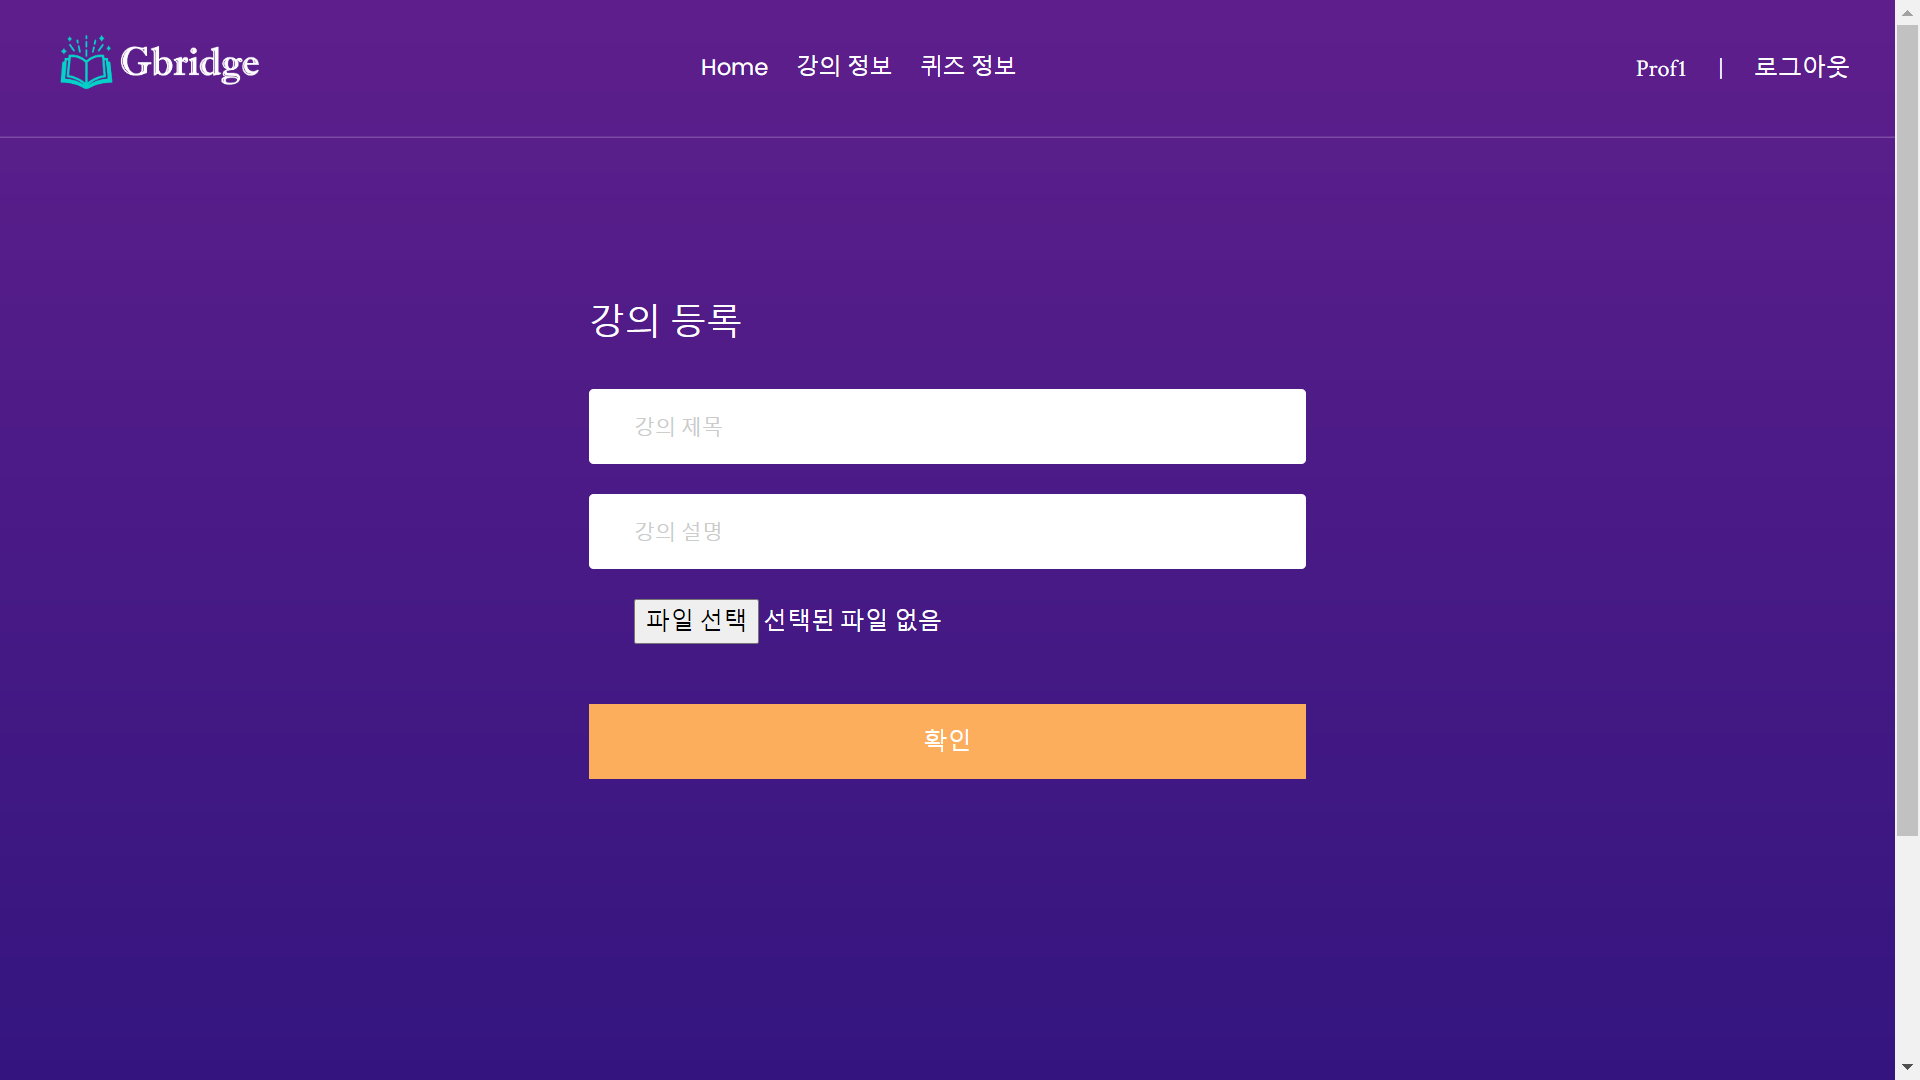 Gbridge
Home 강의 정보 퀴즈 정보
Prof1 | 로그아웃
강의 등록
강의 제목
강의 설명
파일 선택 선택된 파일 없음
확인